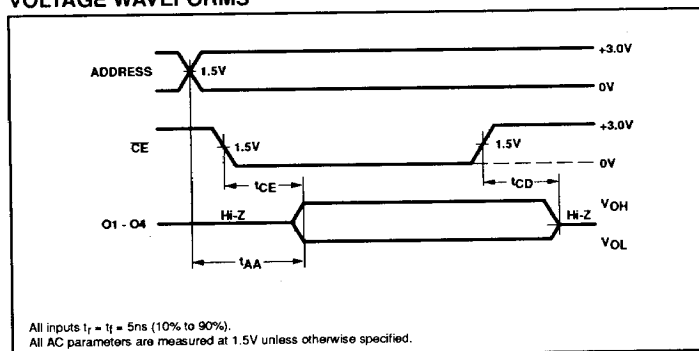 VOLTAGE WAVEFORMS
ADDRESS
1.5V
+3.0V
0V
CE
1.5V
1.5V
+3.0V
0V
tCE
tCD
O1 - O4
Hi-Z
VOH
Hi-Z
VOL
tAA
All inputs tr = tf = 5ns (10% to 90%).
All AC parameters are measured at 1.5V unless otherwise specified.